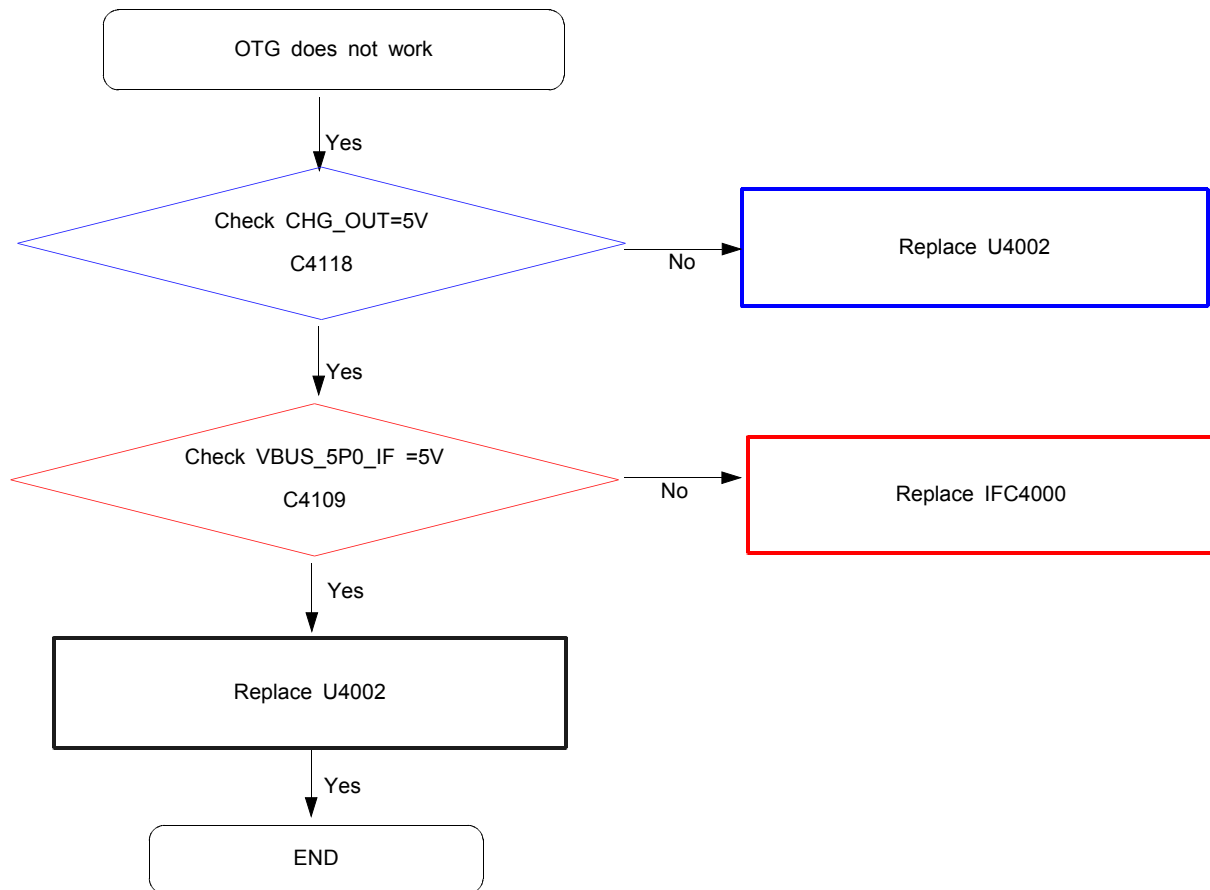 OTG does not work
Yes
Check CHG_OUT=5V
C4118
No
Replace U4002
Yes
Check VBUS_5P0_IF =5V
C4109
No
Replace IFC4000
Yes
Replace U4002
Yes
END